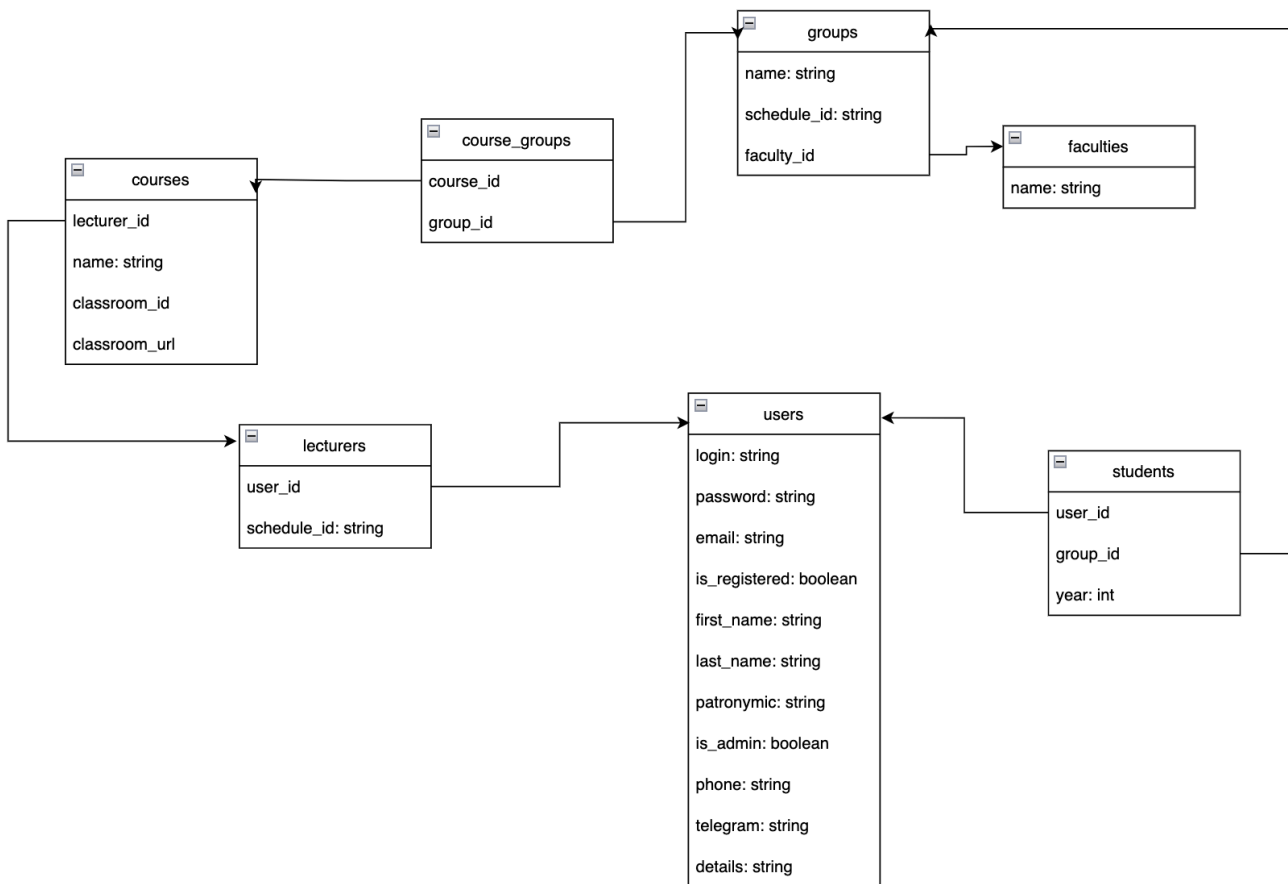 groups
name: string
schedule_id: string
faculty_id
faculties
name: string
course_groups
course_id
group_id
courses
lecturer_id
name: string
classroom_id
classroom_url
lecturers
user_id
schedule_id: string
users
login: string
password: string
email: string
is_registered: boolean
first_name: string
last_name: string
patronymic: string
is_admin: boolean
phone: string
telegram: string
details: string
students
user_id
group_id
year: int